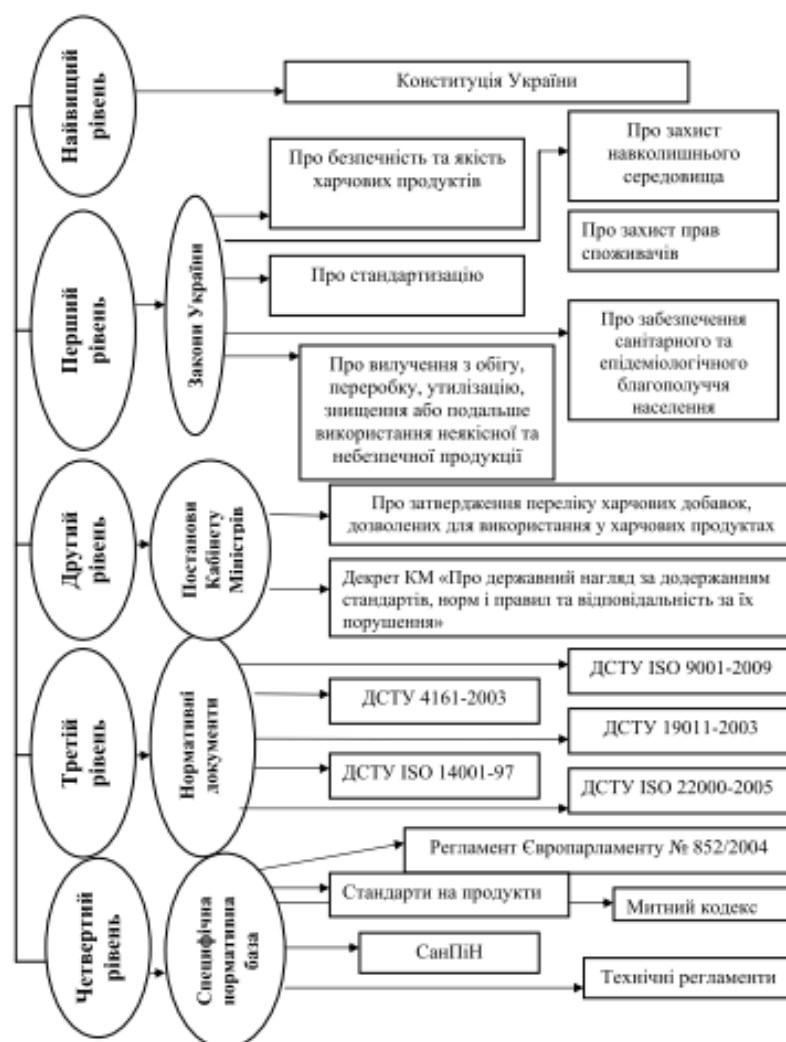 Найвищий
рівень
Конституція України
Перший
рівень
Закони України
Про безпечність та якість
харчових продуктів
Про захист
навколишнього
середовища
Про захист прав
споживачів
Про стандартизацію
Про забезпечення
санітарного та
епідеміологічного
благополуччя
населення
Про вилучення з обігу,
переробку, утилізацію,
знищення або подальше
використання неякісної та
небезпечної продукції
Другий
рівень
Постанови
Кабінету
Міністрів
Про затвердження переліку харчових добавок,
дозволених для використання у харчових продуктах
Декрет КМ «Про державний нагляд за додержанням
стандартів, норм і правил та відповідальність за їх
порушення»
Третій
рівень
Нормативні
документи
ДСТУ ISO 9001-2009
ДСТУ 4161-2003
ДСТУ 19011-2003
ДСТУ ISO 14001-97
ДСТУ ISO 22000-2005
Четвертий
рівень
Специфічна
нормативна
база
Регламент Європарламенту № 852/2004
Стандарти на продукти
Митний кодекс
СанПіН
Технічні регламенти